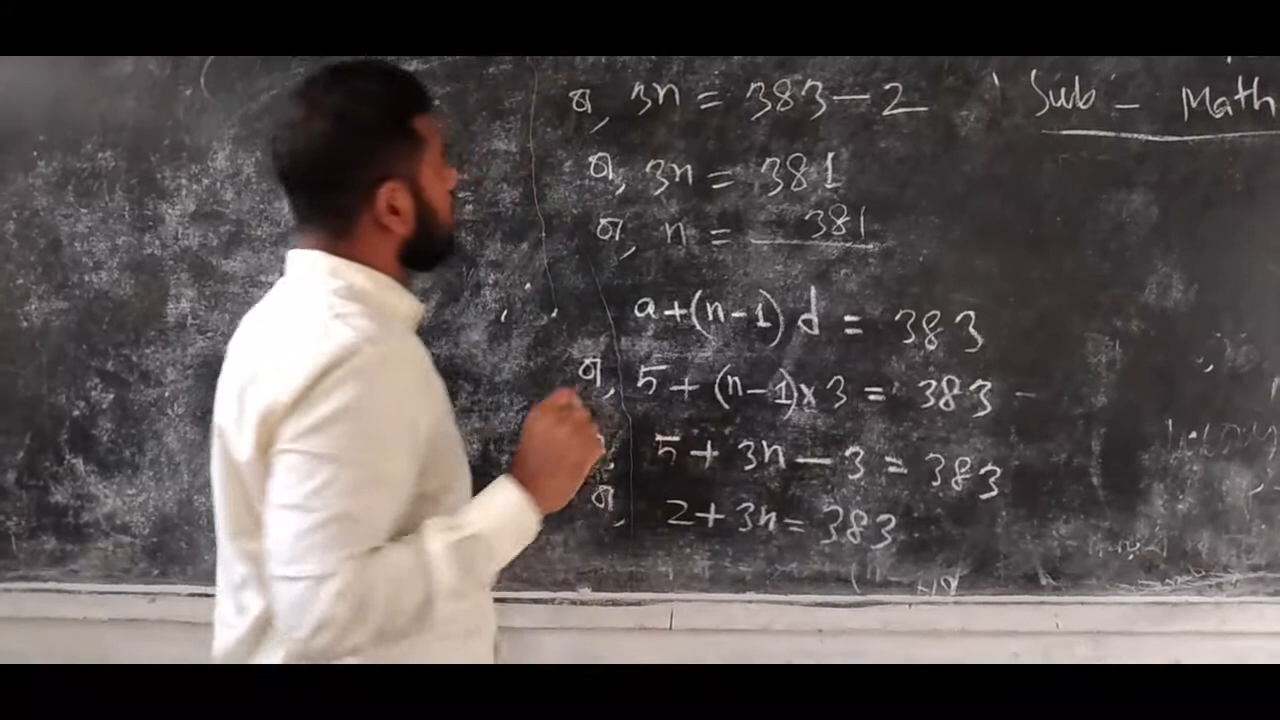 বা, 3n = 383 - 2
Sub - Math
বা, 3n = 381
বা, n = 381
a + (n-1) d = 383
বা, 5 + (n-1) x 3 = 383
5 + 3n - 3 = 383
বা, 2 + 3n = 383